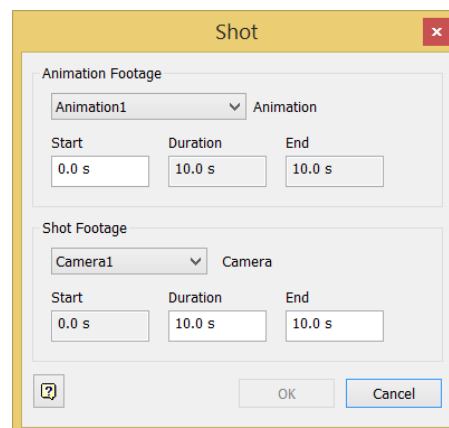 Shot
Animation Footage
Animation1 Animation
Start Duration End
0.0 s 10.0 s 10.0 s
Shot Footage
Camera1 Camera
Start Duration End
0.0 s 10.0 s 10.0 s
? OK Cancel